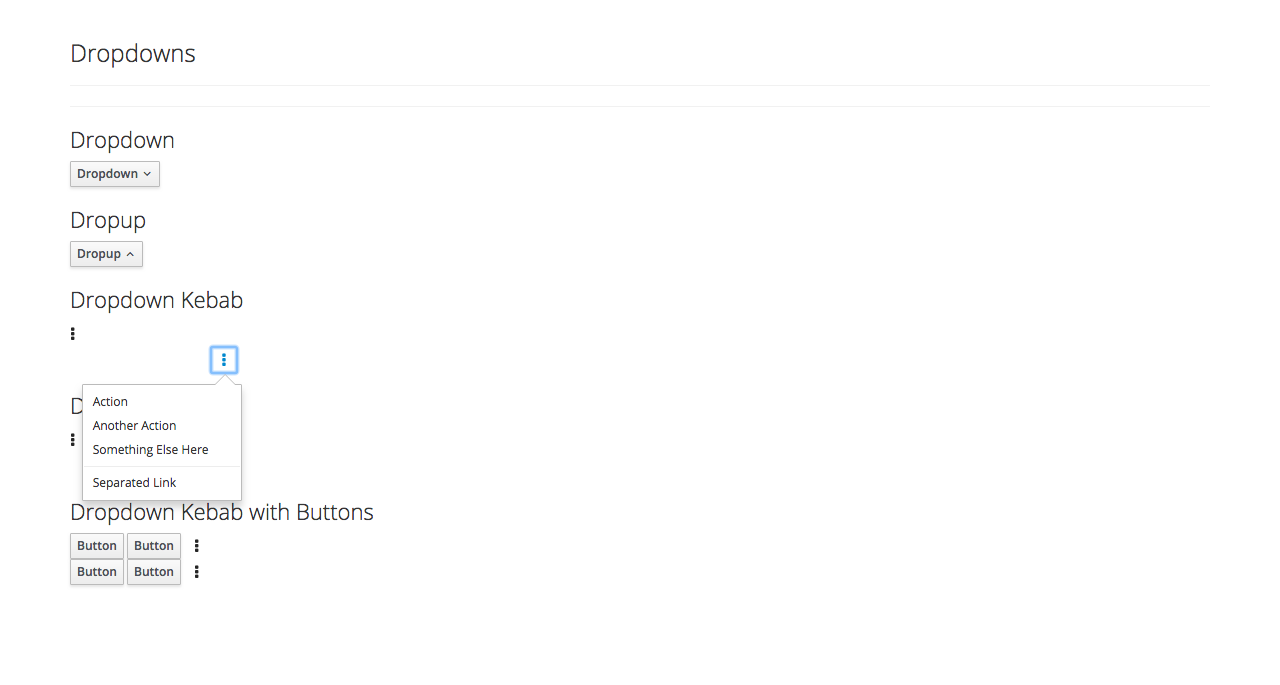 Dropdowns
Dropdown
Dropdown
Dropup
Dropup
Dropdown Kebab
D
Action
Another Action
Something Else Here
Separated Link
Dropdown Kebab with Buttons
Button Button
Button Button